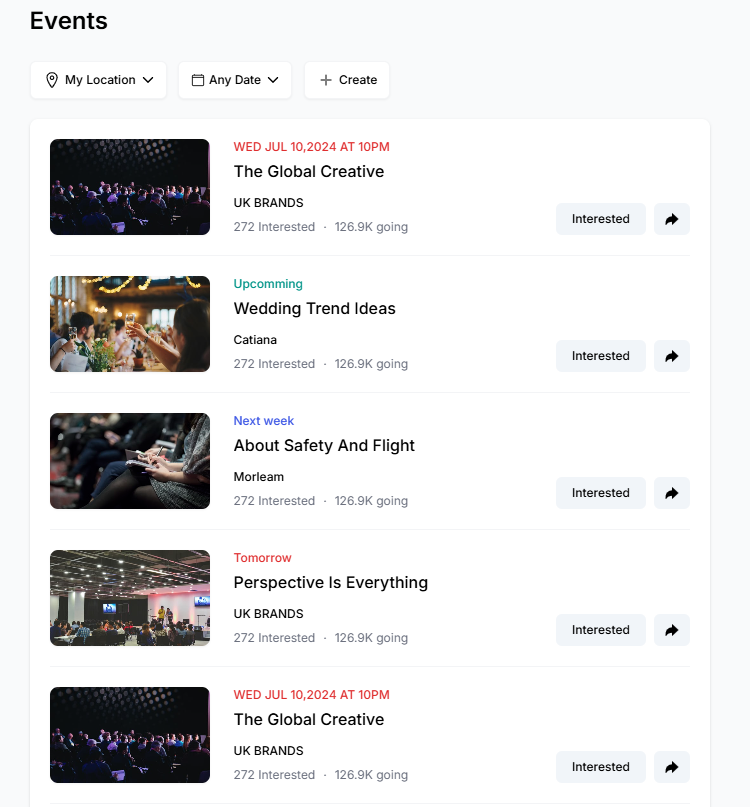 Events
My Location
Any Date
Create
WED JUL 10,2024 AT 10PM
The Global Creative
UK BRANDS
272 Interested · 126.9K going
Interested
Upcomming
Wedding Trend Ideas
Catiana
272 Interested · 126.9K going
Interested
Next week
About Safety And Flight
Morleam
272 Interested · 126.9K going
Interested
Tomorrow
Perspective Is Everything
UK BRANDS
272 Interested · 126.9K going
Interested
WED JUL 10,2024 AT 10PM
The Global Creative
UK BRANDS
272 Interested · 126.9K going
Interested